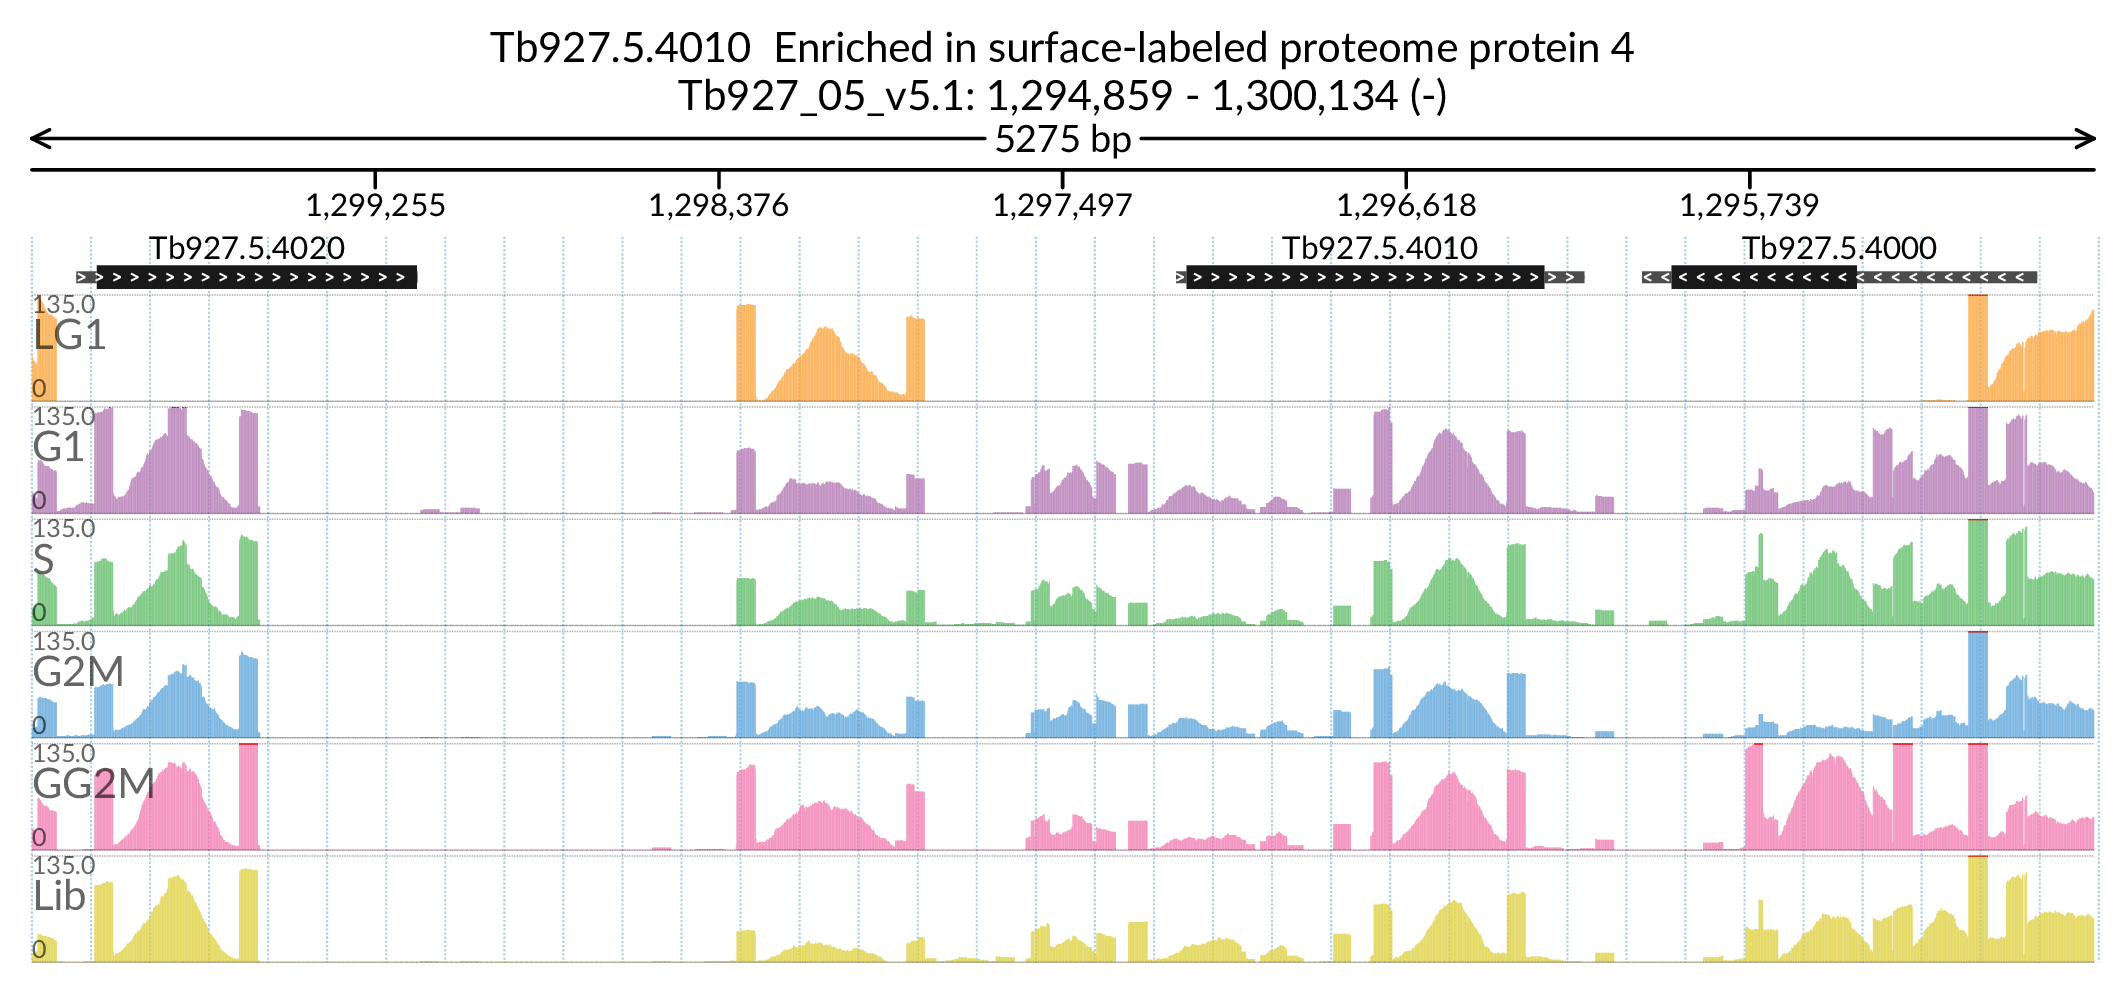 Tb927.5.4010  Enriched in surface-labeled proteome protein 4
Tb927_05_v5.1: 1,294,859 - 1,300,134 (-)
5275 bp
1,299,255 1,298,376 1,297,497 1,296,618 1,295,739
Tb927.5.4020 Tb927.5.4010 Tb927.5.4000
135.0
LG1
0
135.0
G1
0
135.0
S
0
135.0
G2M
0
135.0
GG2M
0
135.0
Lib
0